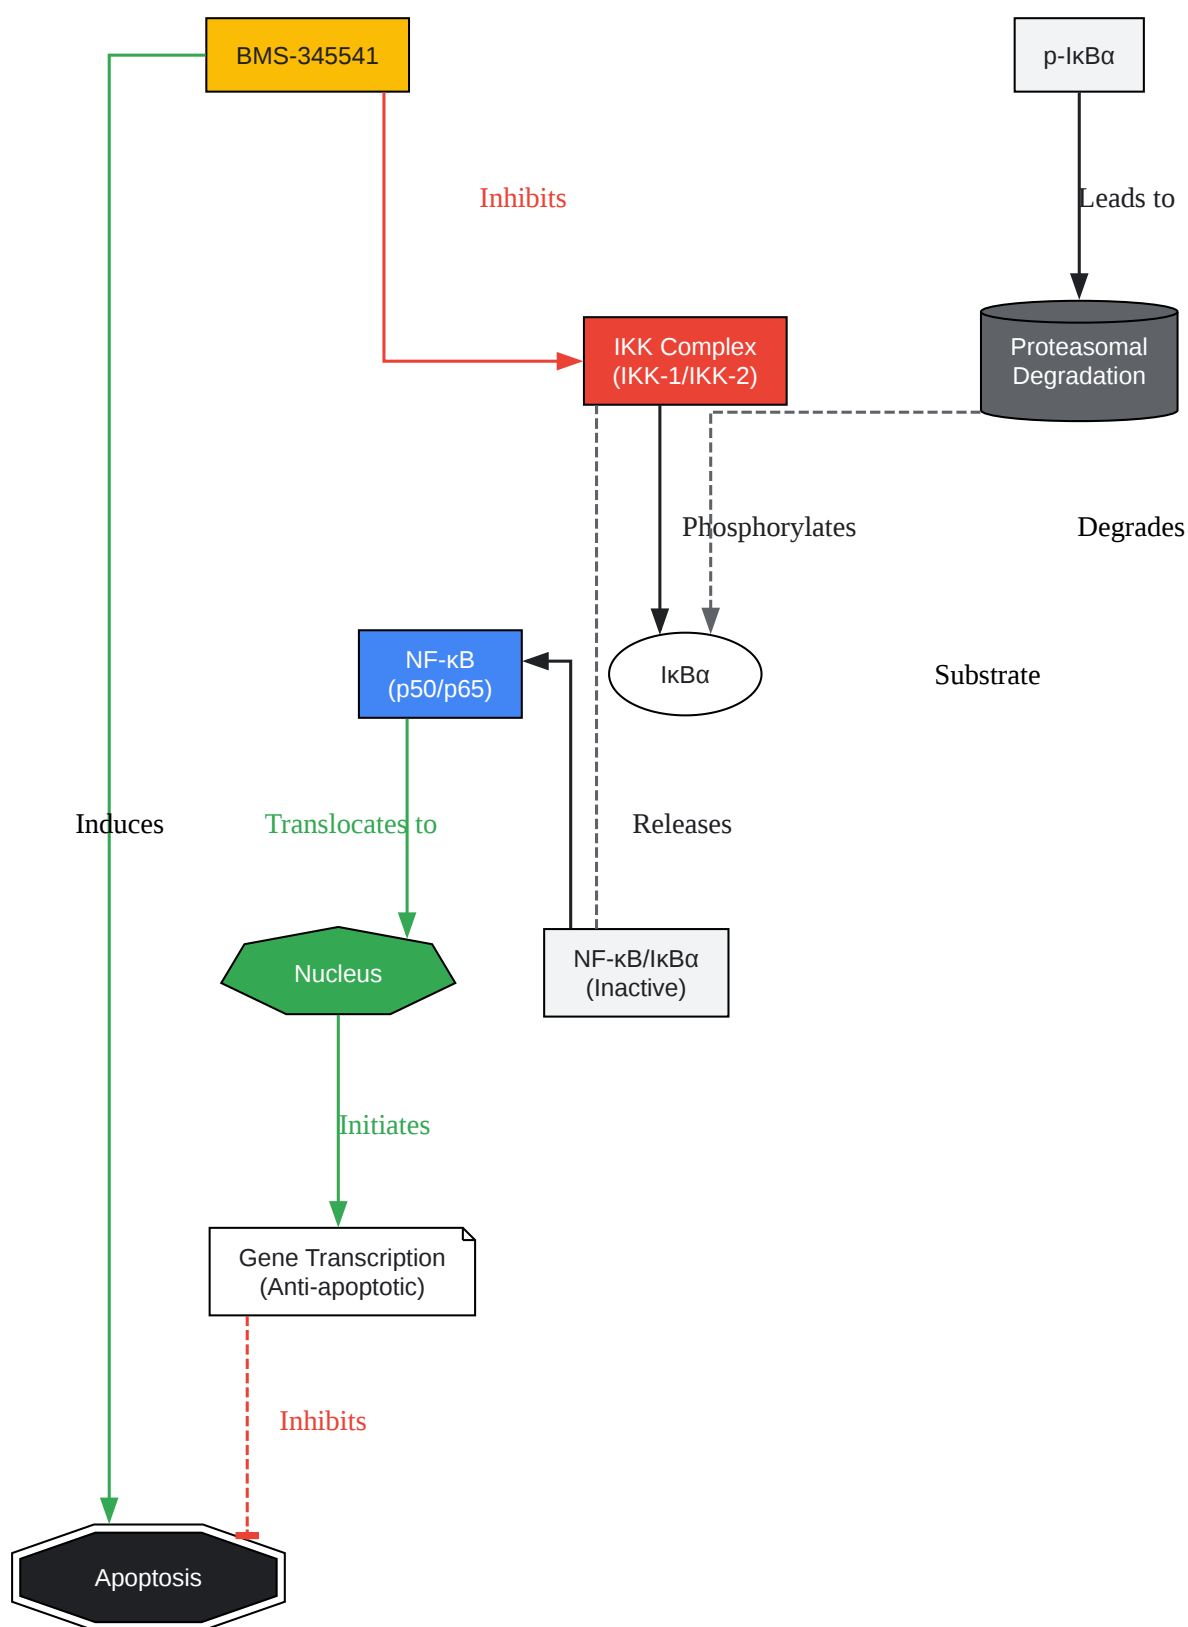 BMS-345541
p-IκBα
Inhibits
Leads to
IKK Complex
(IKK-1/IKK-2)
Proteasomal
Degradation
Phosphorylates
Degrades
NF-κB
(p50/p65)
IκBα
Substrate
Induces
Translocates to
Releases
Nucleus
NF-κB/IκBα
(Inactive)
Initiates
Gene Transcription
(Anti-apoptotic)
Inhibits
Apoptosis